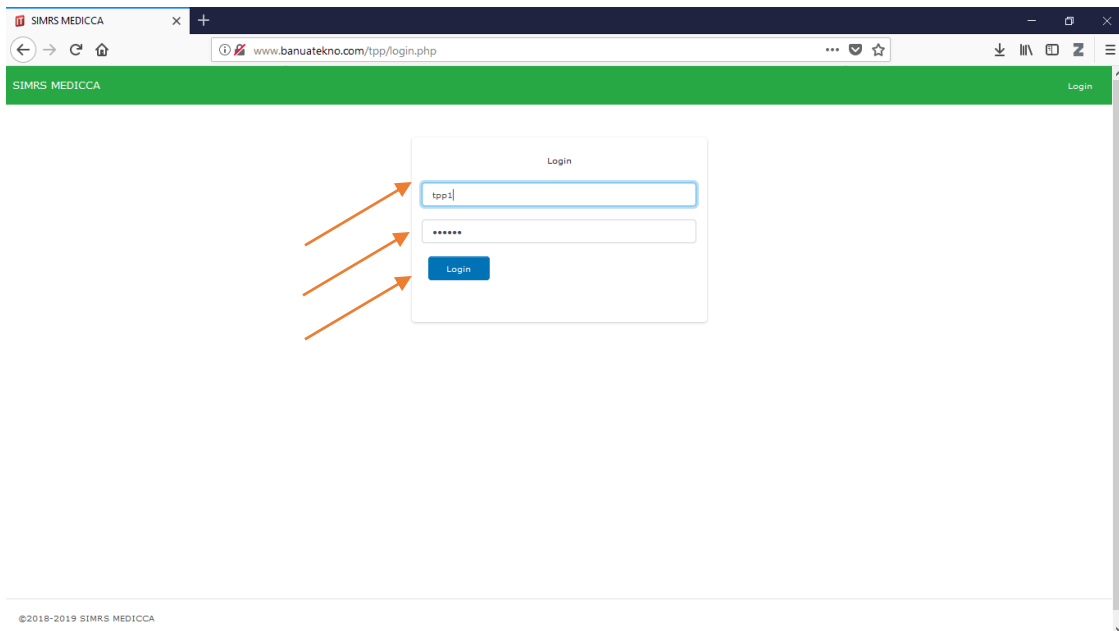 SIMRS MEDICCA
www.banuatekno.com/tpp/login.php
SIMRS MEDICCA
Login
Login
tpp1
••••••
Login
©2018-2019 SIMRS MEDICCA